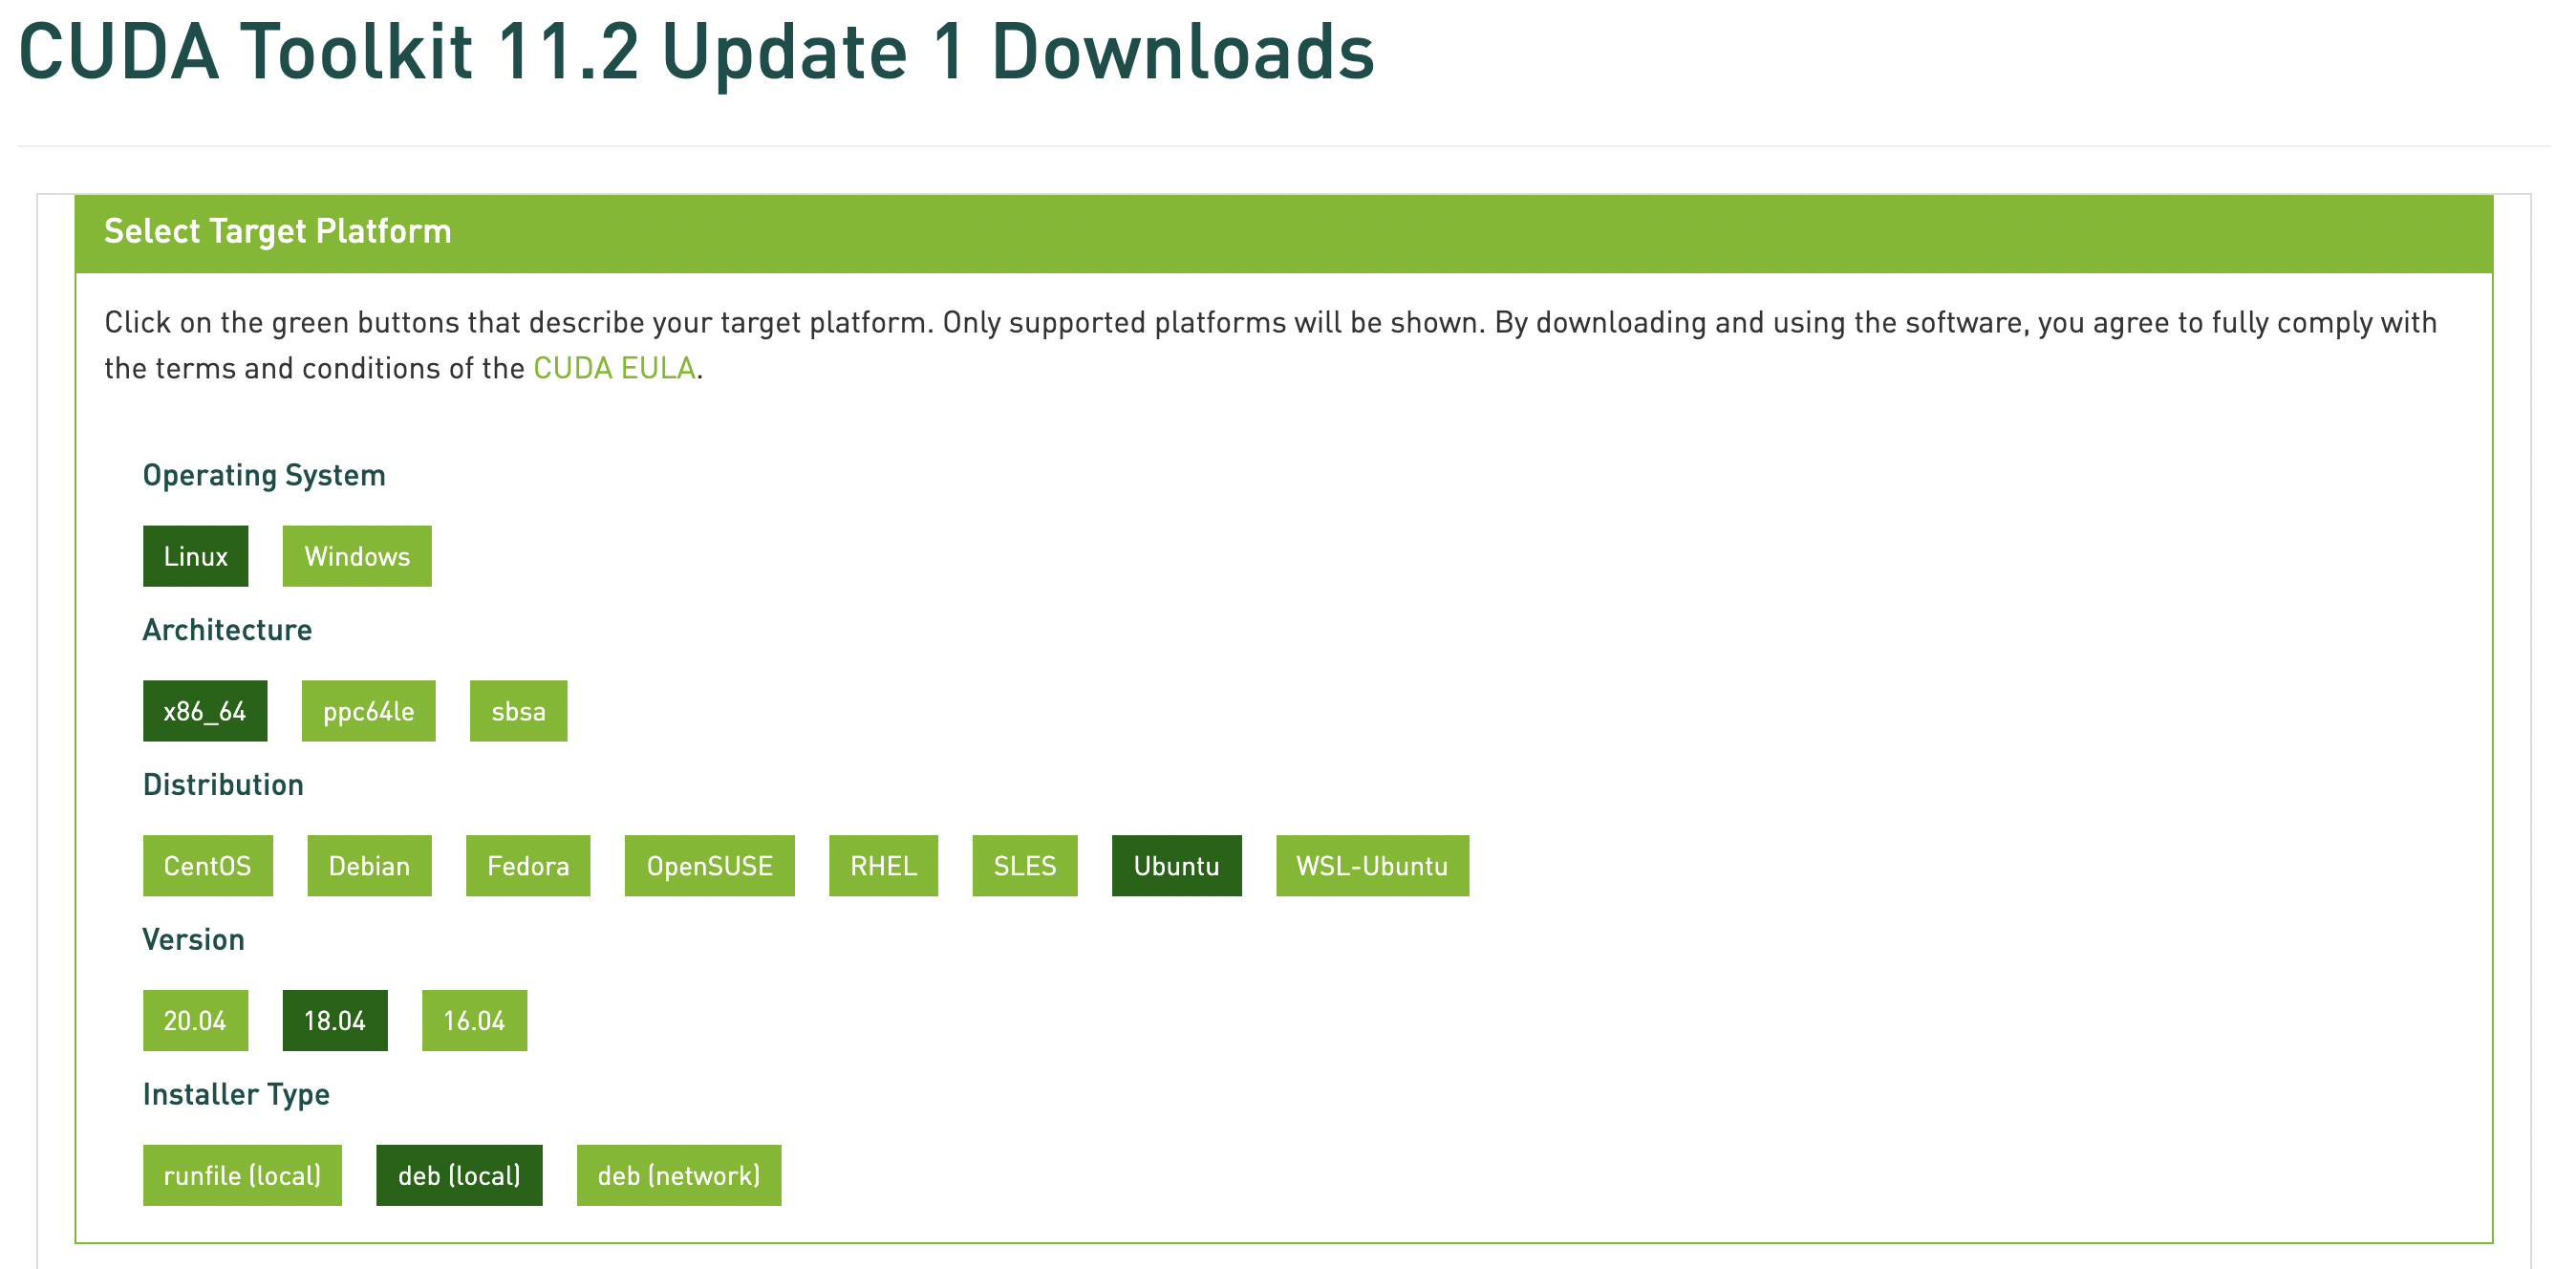 CUDA Toolkit 11.2 Update 1 Downloads
Select Target Platform
Click on the green buttons that describe your target platform. Only supported platforms will be shown. By downloading and using the software, you agree to fully comply with
the terms and conditions of the CUDA EULA.
Operating System
Linux Windows
Architecture
x86_64 ppc64le sbsa
Distribution
CentOS Debian Fedora OpenSUSE RHEL SLES Ubuntu WSL-Ubuntu
Version
20.04 18.04 16.04
Installer Type
runfile (local) deb (local) deb (network)